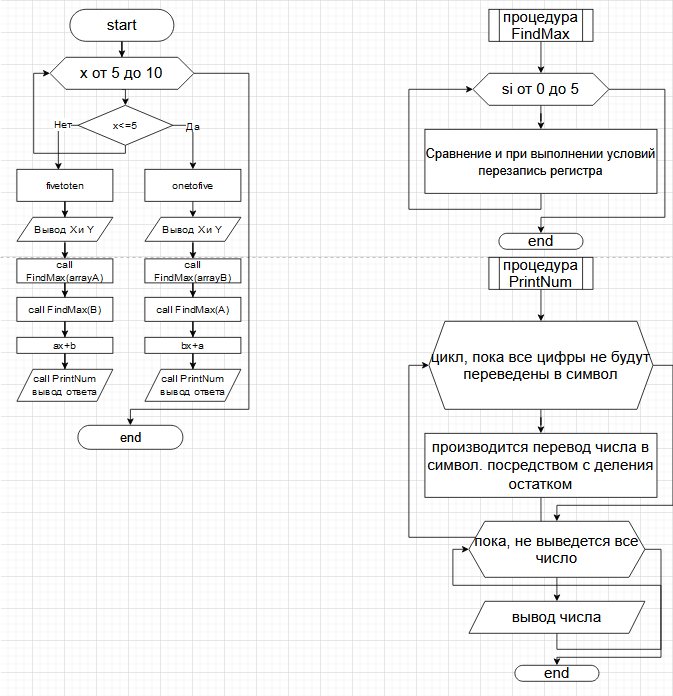 start
x от 5 до 10
x<=5
Нет
Да
fivetoten
onetofive
Вывод X и Y
Вывод X и Y
call
FindMax(arrayA)
call
FindMax(arrayB)
call FindMax(B)
call FindMax(A)
ax+b
bx+a
call PrintNum
вывод ответа
call PrintNum
вывод ответа
end
процедура
FindMax
si от 0 до 5
Сравнение и при выполнении условий
перезапись регистра
end
процедура
PrintNum
цикл, пока все цифры не будут
переведены в символ
производится перевод числа в
символ. посредством с деления
остатком
пока, не выведется все
число
вывод числа
end